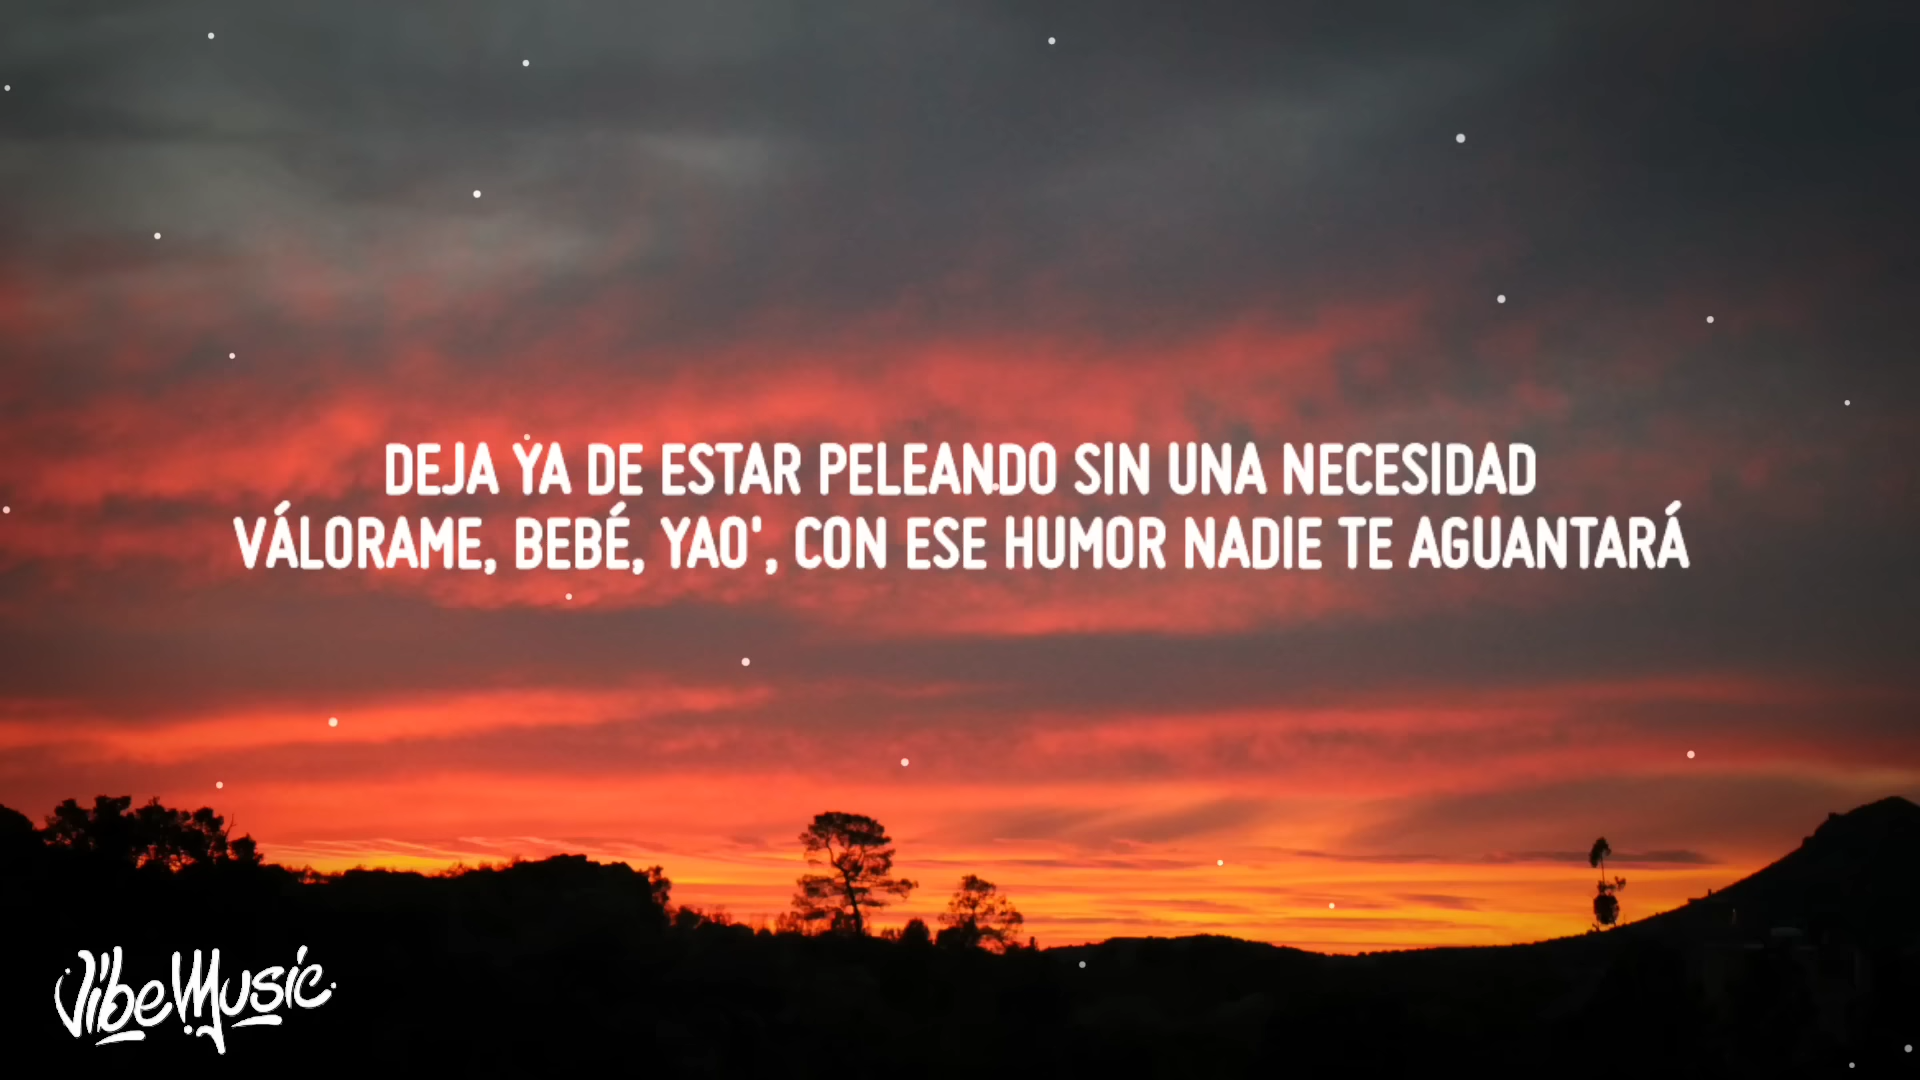 DEJA YA DE ESTAR PELEANDO SIN UNA NECESIDAD
VÁLORAME, BEBÉ, YAO', CON ESE HUMOR NADIE TE AGUANTARÁ
VibeMusic